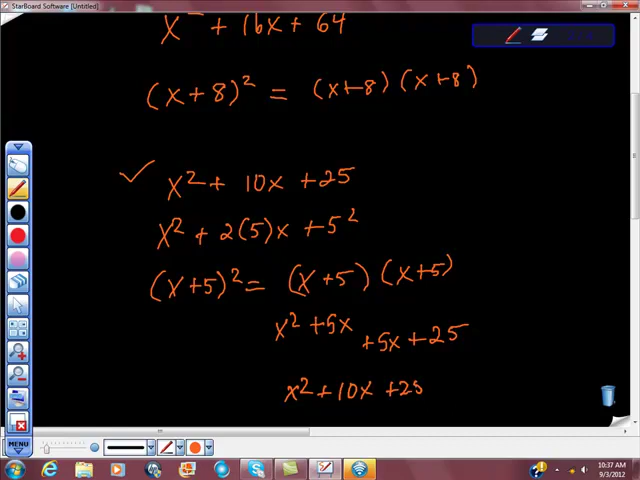 StarBoard Software [Untitled]
x² + 16x + 64
(x + 8)² = (x+8) (x+8)
✓ x² + 10x + 25
x² + 2(5)x + 5²
(x+5)² = (x+5) (x+5)
x² + 5x + 5x + 25
x² + 10x + 25
MENU
10:37 AM
9/3/2012